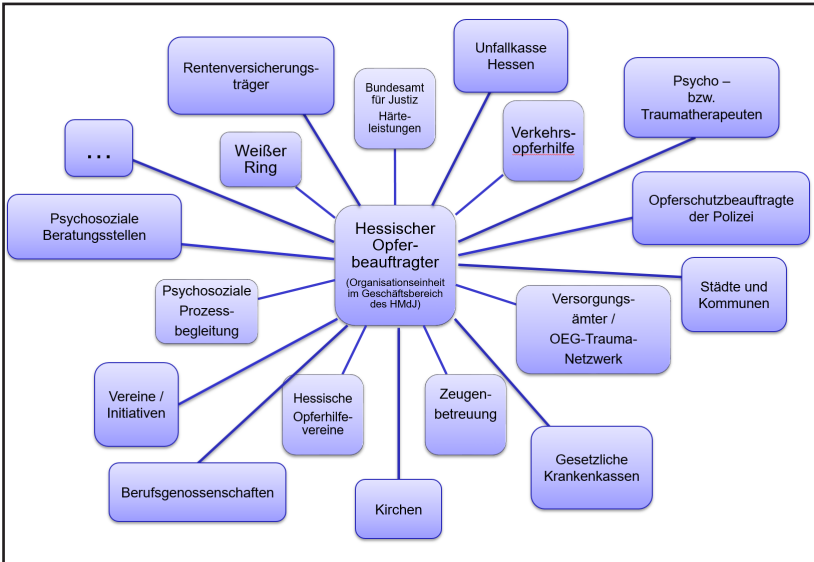 Rentenversicherungs-
träger
Bundesamt
für Justiz
Härte-
leistungen
Unfallkasse
Hessen
Psycho –
bzw.
Traumatherapeuten
...
Weißer
Ring
Verkehrs-
opferhilfe
Psychosoziale
Beratungsstellen
Hessischer
Opfer-
beauftragter
(Organisationseinheit
im Geschäftsbereich
des HMdJ)
Opferschutzbeauftragte
der Polizei
Psychosoziale
Prozess-
begleitung
Versorgungs-
ämter /
OEG-Trauma-
Netzwerk
Städte und
Kommunen
Vereine /
Initiativen
Hessische
Opferhilfe-
vereine
Zeugen-
betreuung
Gesetzliche
Krankenkassen
Berufsgenossenschaften
Kirchen